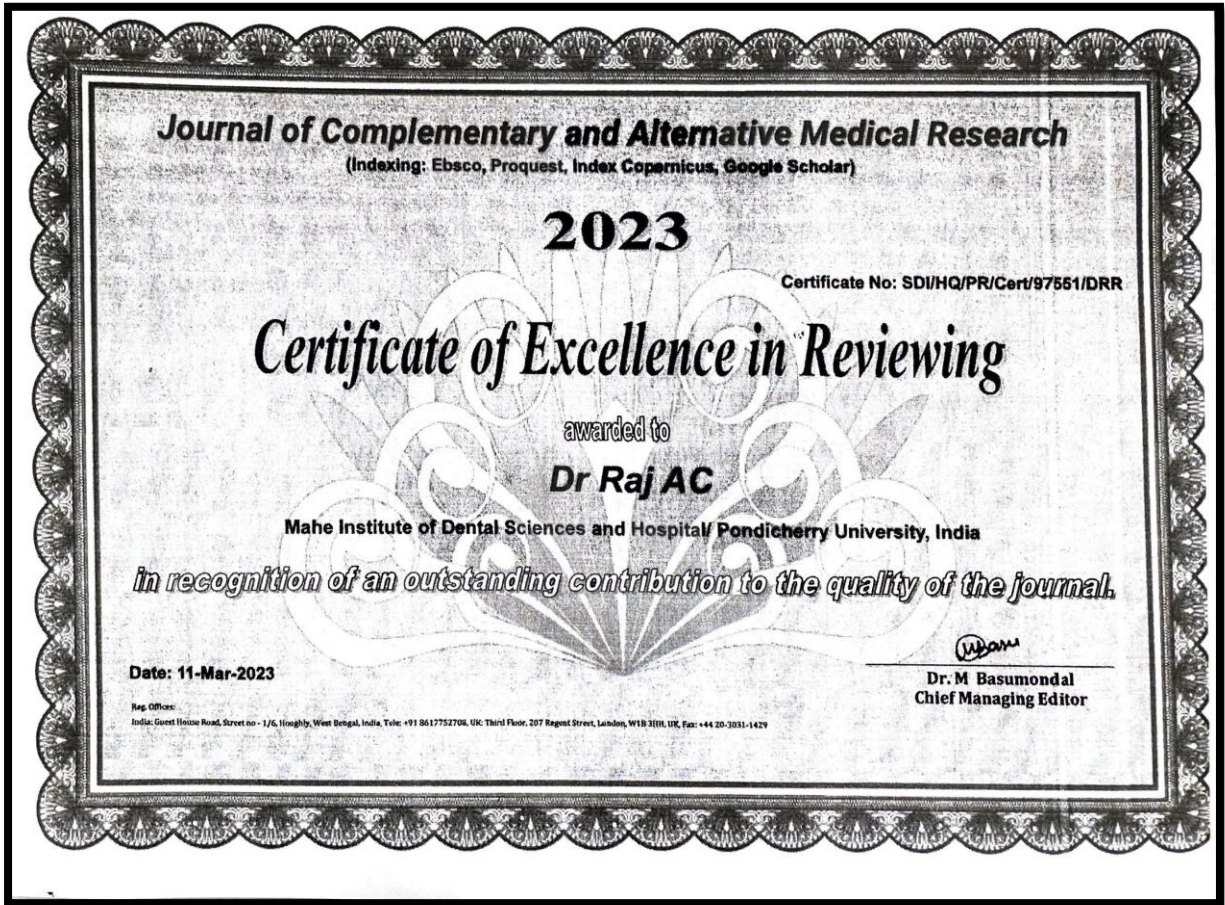 Journal of Complementary and Alternative Medical Research
(Indexing: Ebsco, Proquest, Index Copernicus, Google Scholar)
2023
Certificate No: SDI/HQ/PR/Cert/97551/DRR
Certificate of Excellence in Reviewing
awarded to
Dr Raj AC
Mahe Institute of Dental Sciences and Hospital/ Pondicherry University, India
in recognition of an outstanding contribution to the quality of the journal.
Date: 11-Mar-2023
Dr. M Basumondal
Chief Managing Editor
Reg. Offices:
India: Guest House Road, Street no - 1/6, Hooghly, West Bengal, India, Tele: +91 8617752708, UK: Third Floor, 207 Regent Street, London, W1B 3HH, UK, Fax: +44 20-3031-1429